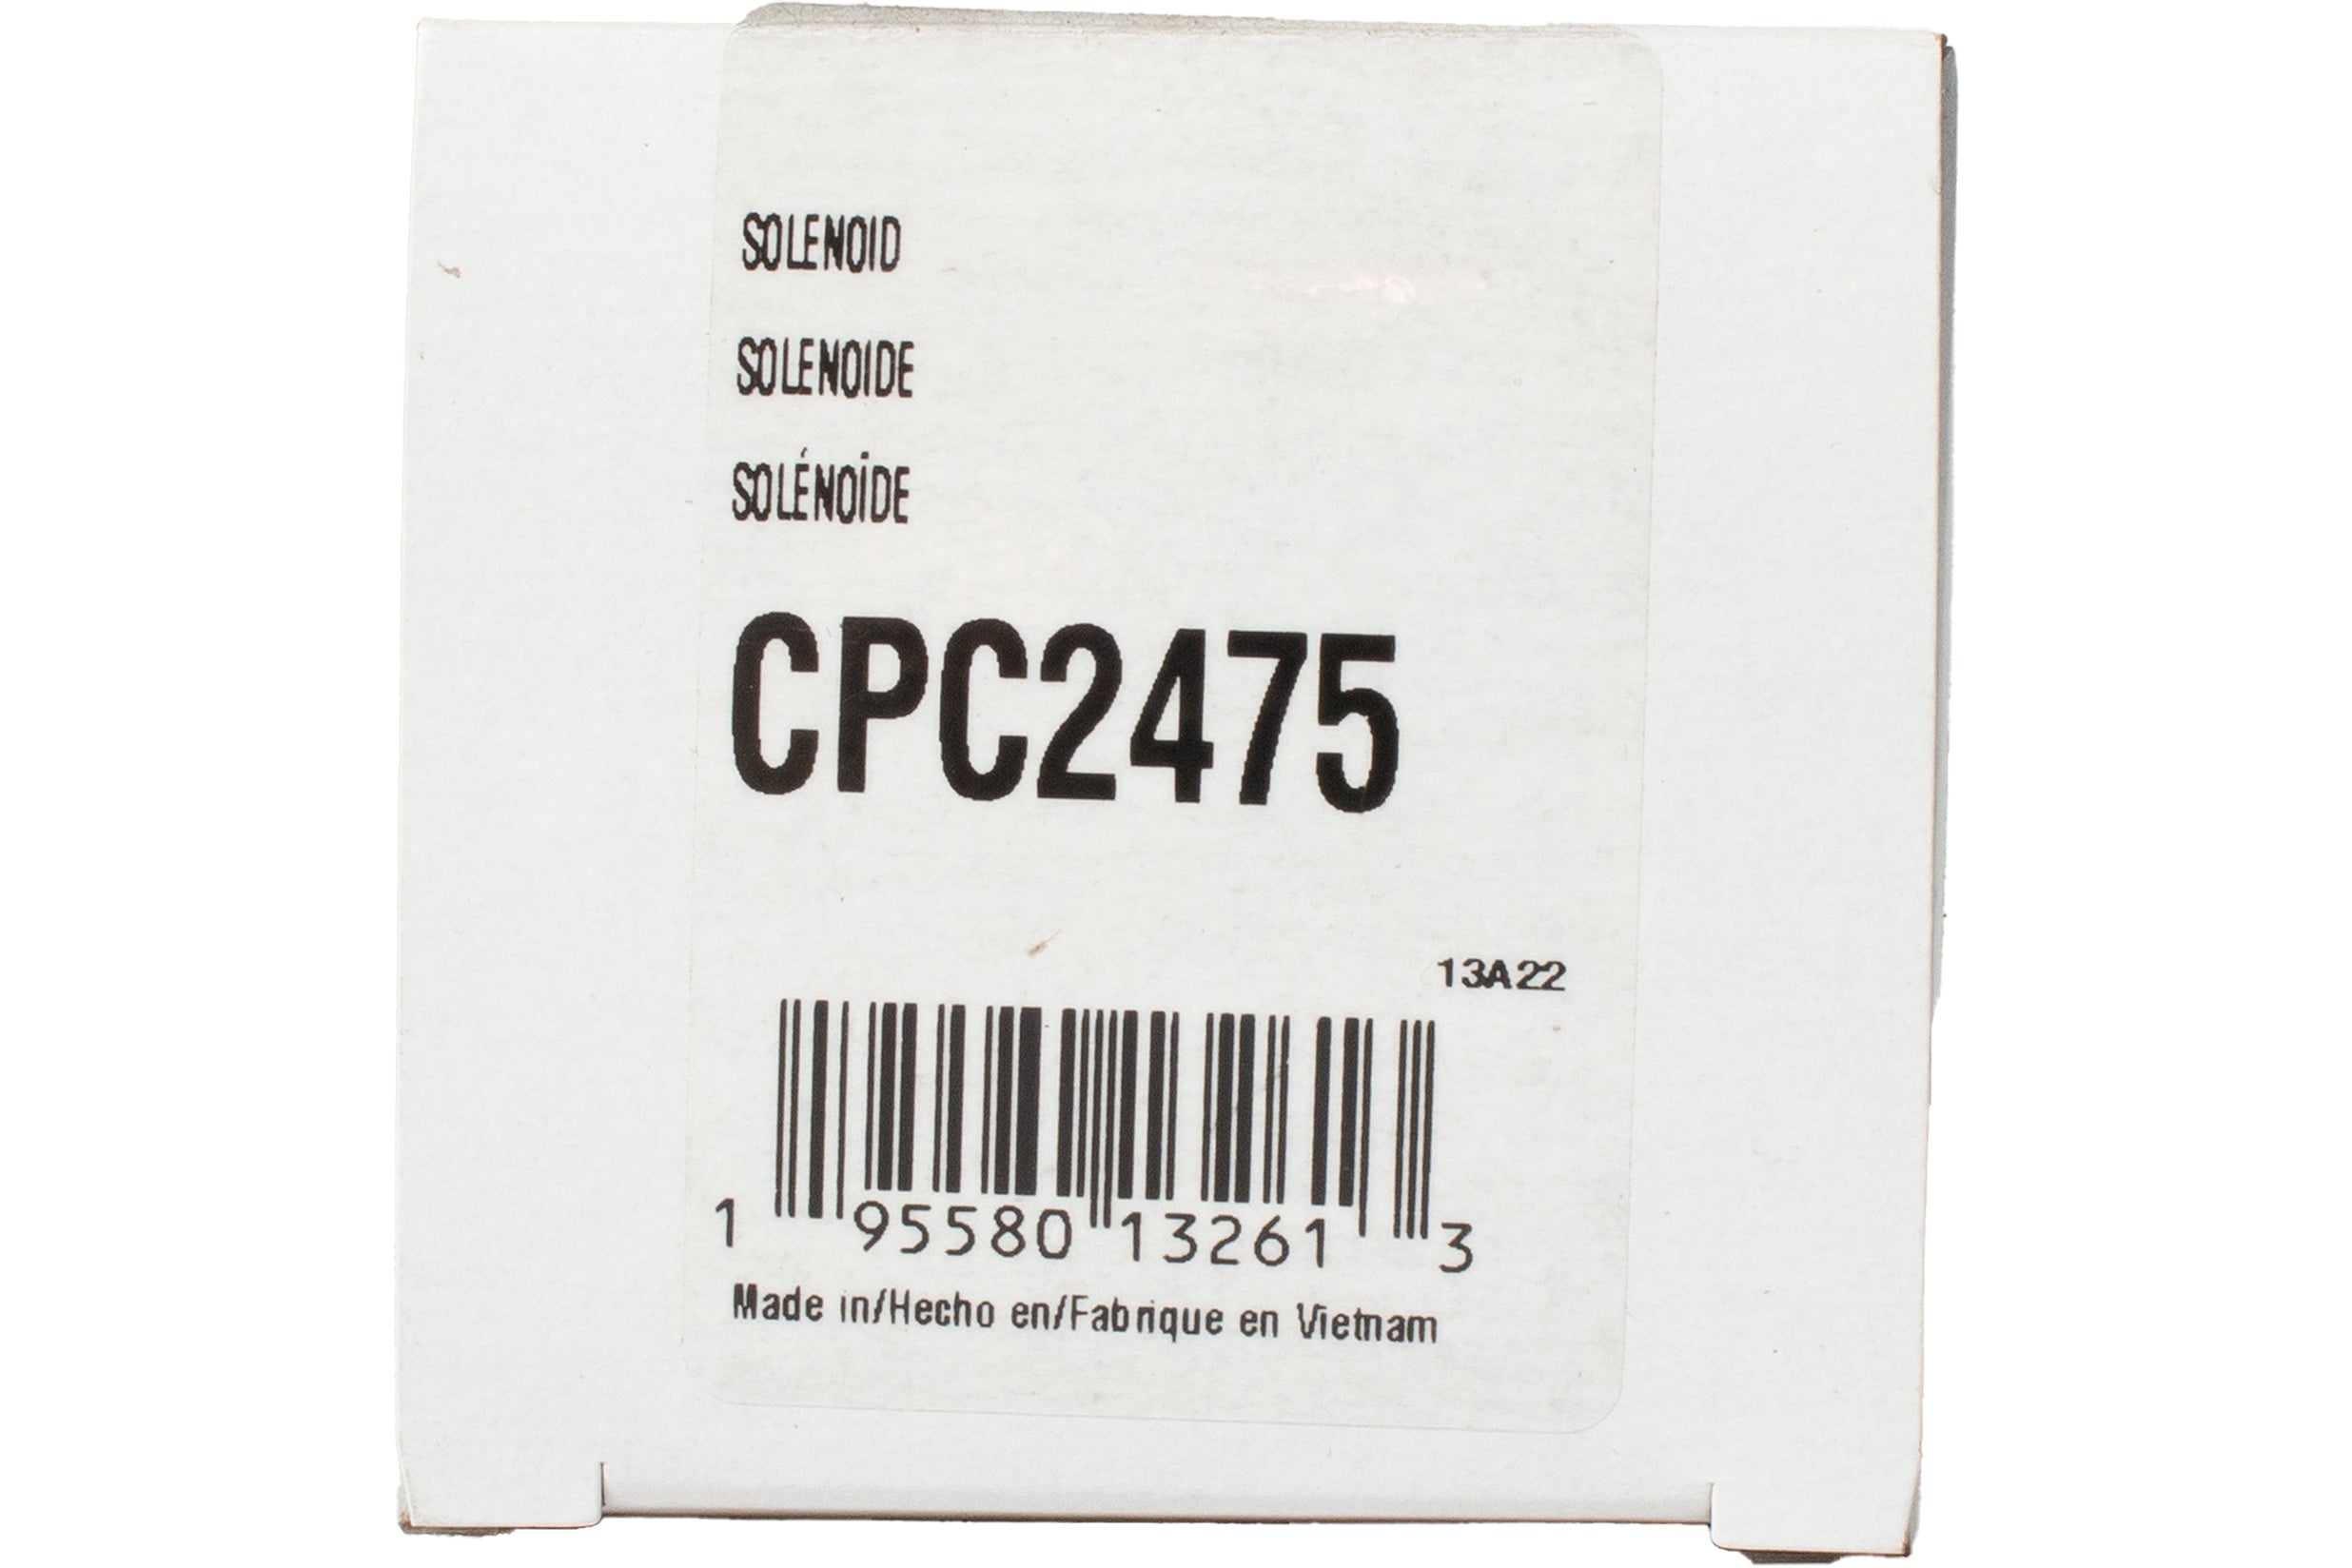 SOLENOID
SOLENOIDE
SOLÉNOÏDE
CPC2475
13A22
1 95580 13261 3
Made in/Hecho en/Fabrique en Vietnam